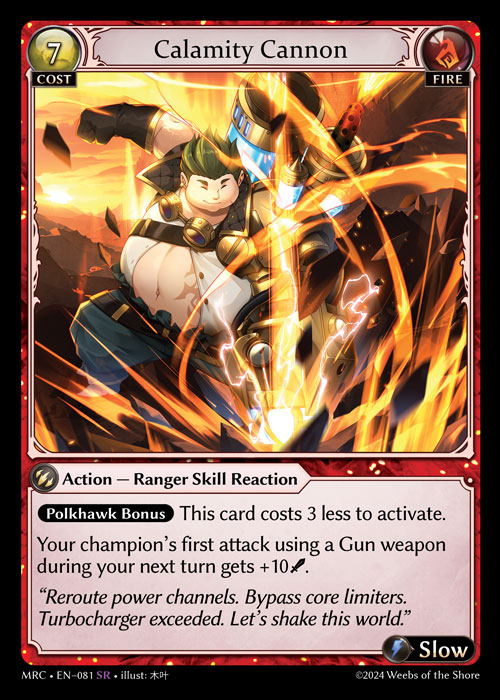 7
Calamity Cannon
COST
FIRE
Action — Ranger Skill Reaction
Polkhawk Bonus This card costs 3 less to activate.
Your champion's first attack using a Gun weapon
during your next turn gets +10.
“Reroute power channels. Bypass core limiters.
Turbocharger exceeded. Let's shake this world.”
Slow
MRC • EN–081 SR • illust: 木叶
©2024 Weebs of the Shore